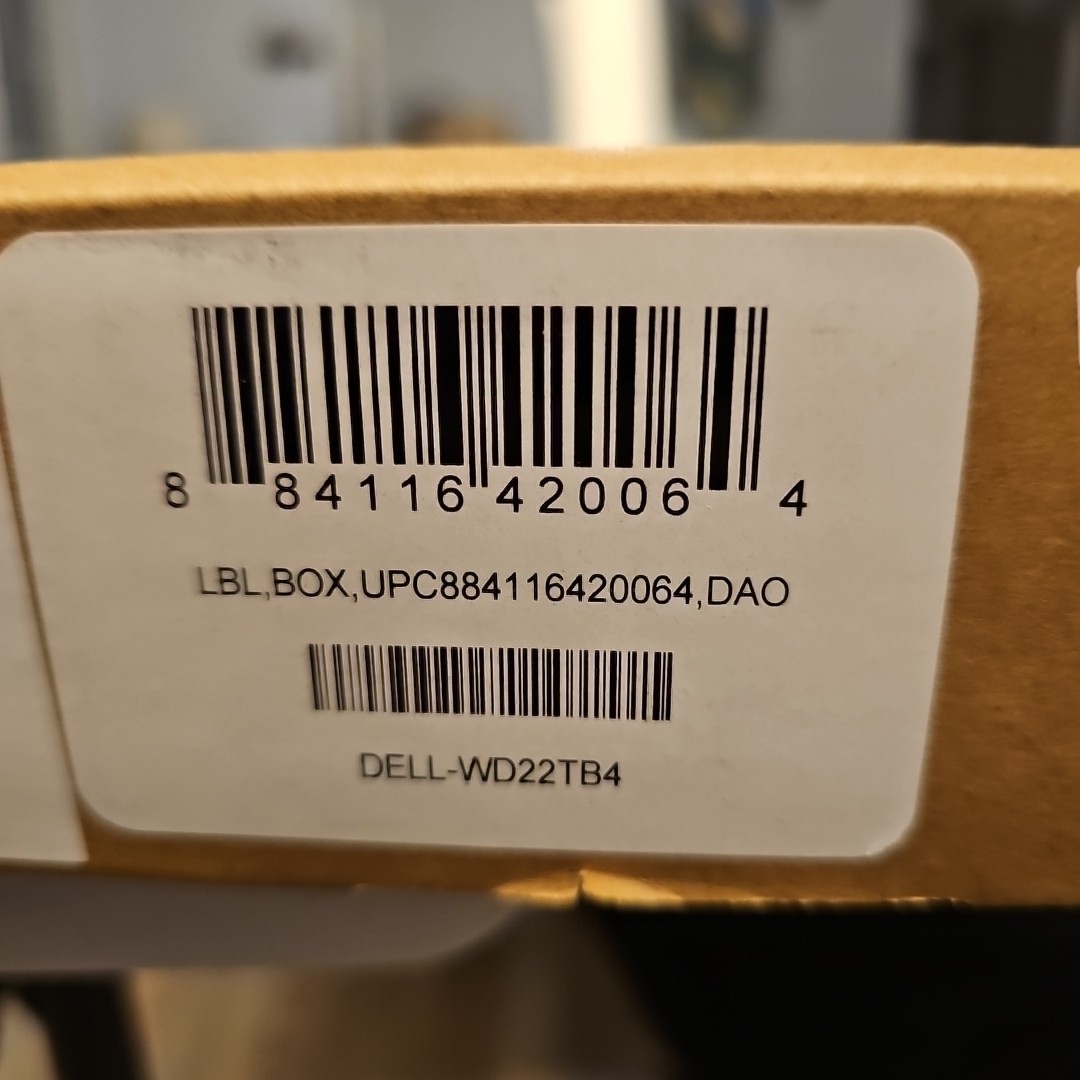 8 84116 42006 4
LBL,BOX,UPC884116420064,DAO
DELL-WD22TB4